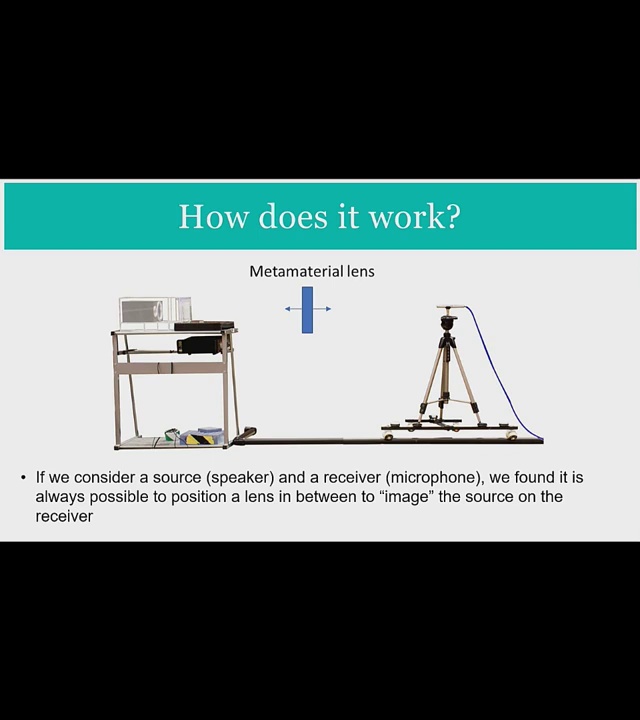 How does it work?
Metamaterial lens
• If we consider a source (speaker) and a receiver (microphone), we found it is
always possible to position a lens in between to “image” the source on the
receiver